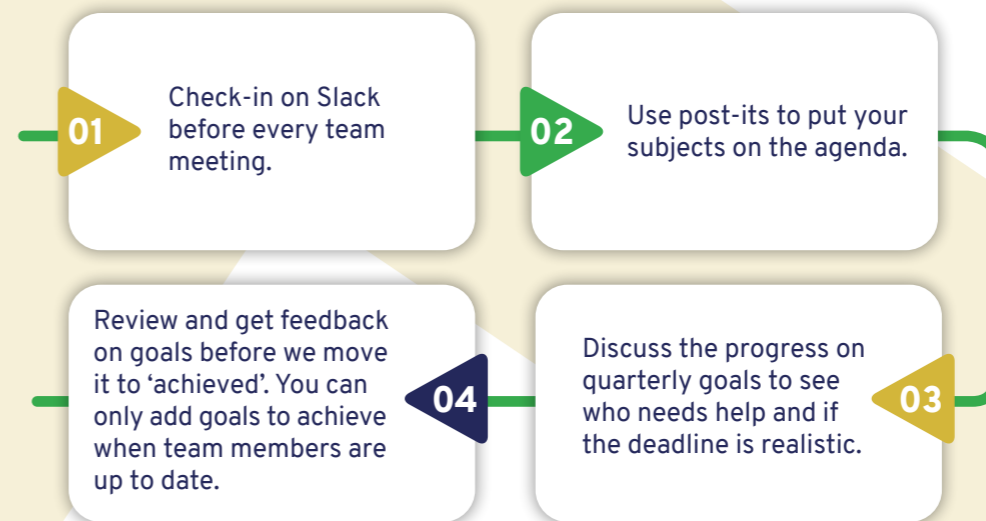 01
Check-in on Slack
before every team
meeting.
02
Use post-its to put your
subjects on the agenda.
03
Discuss the progress on
quarterly goals to see
who needs help and if
the deadline is realistic.
04
Review and get feedback
on goals before we move
it to ‘achieved’. You can
only add goals to achieve
when team members are
up to date.